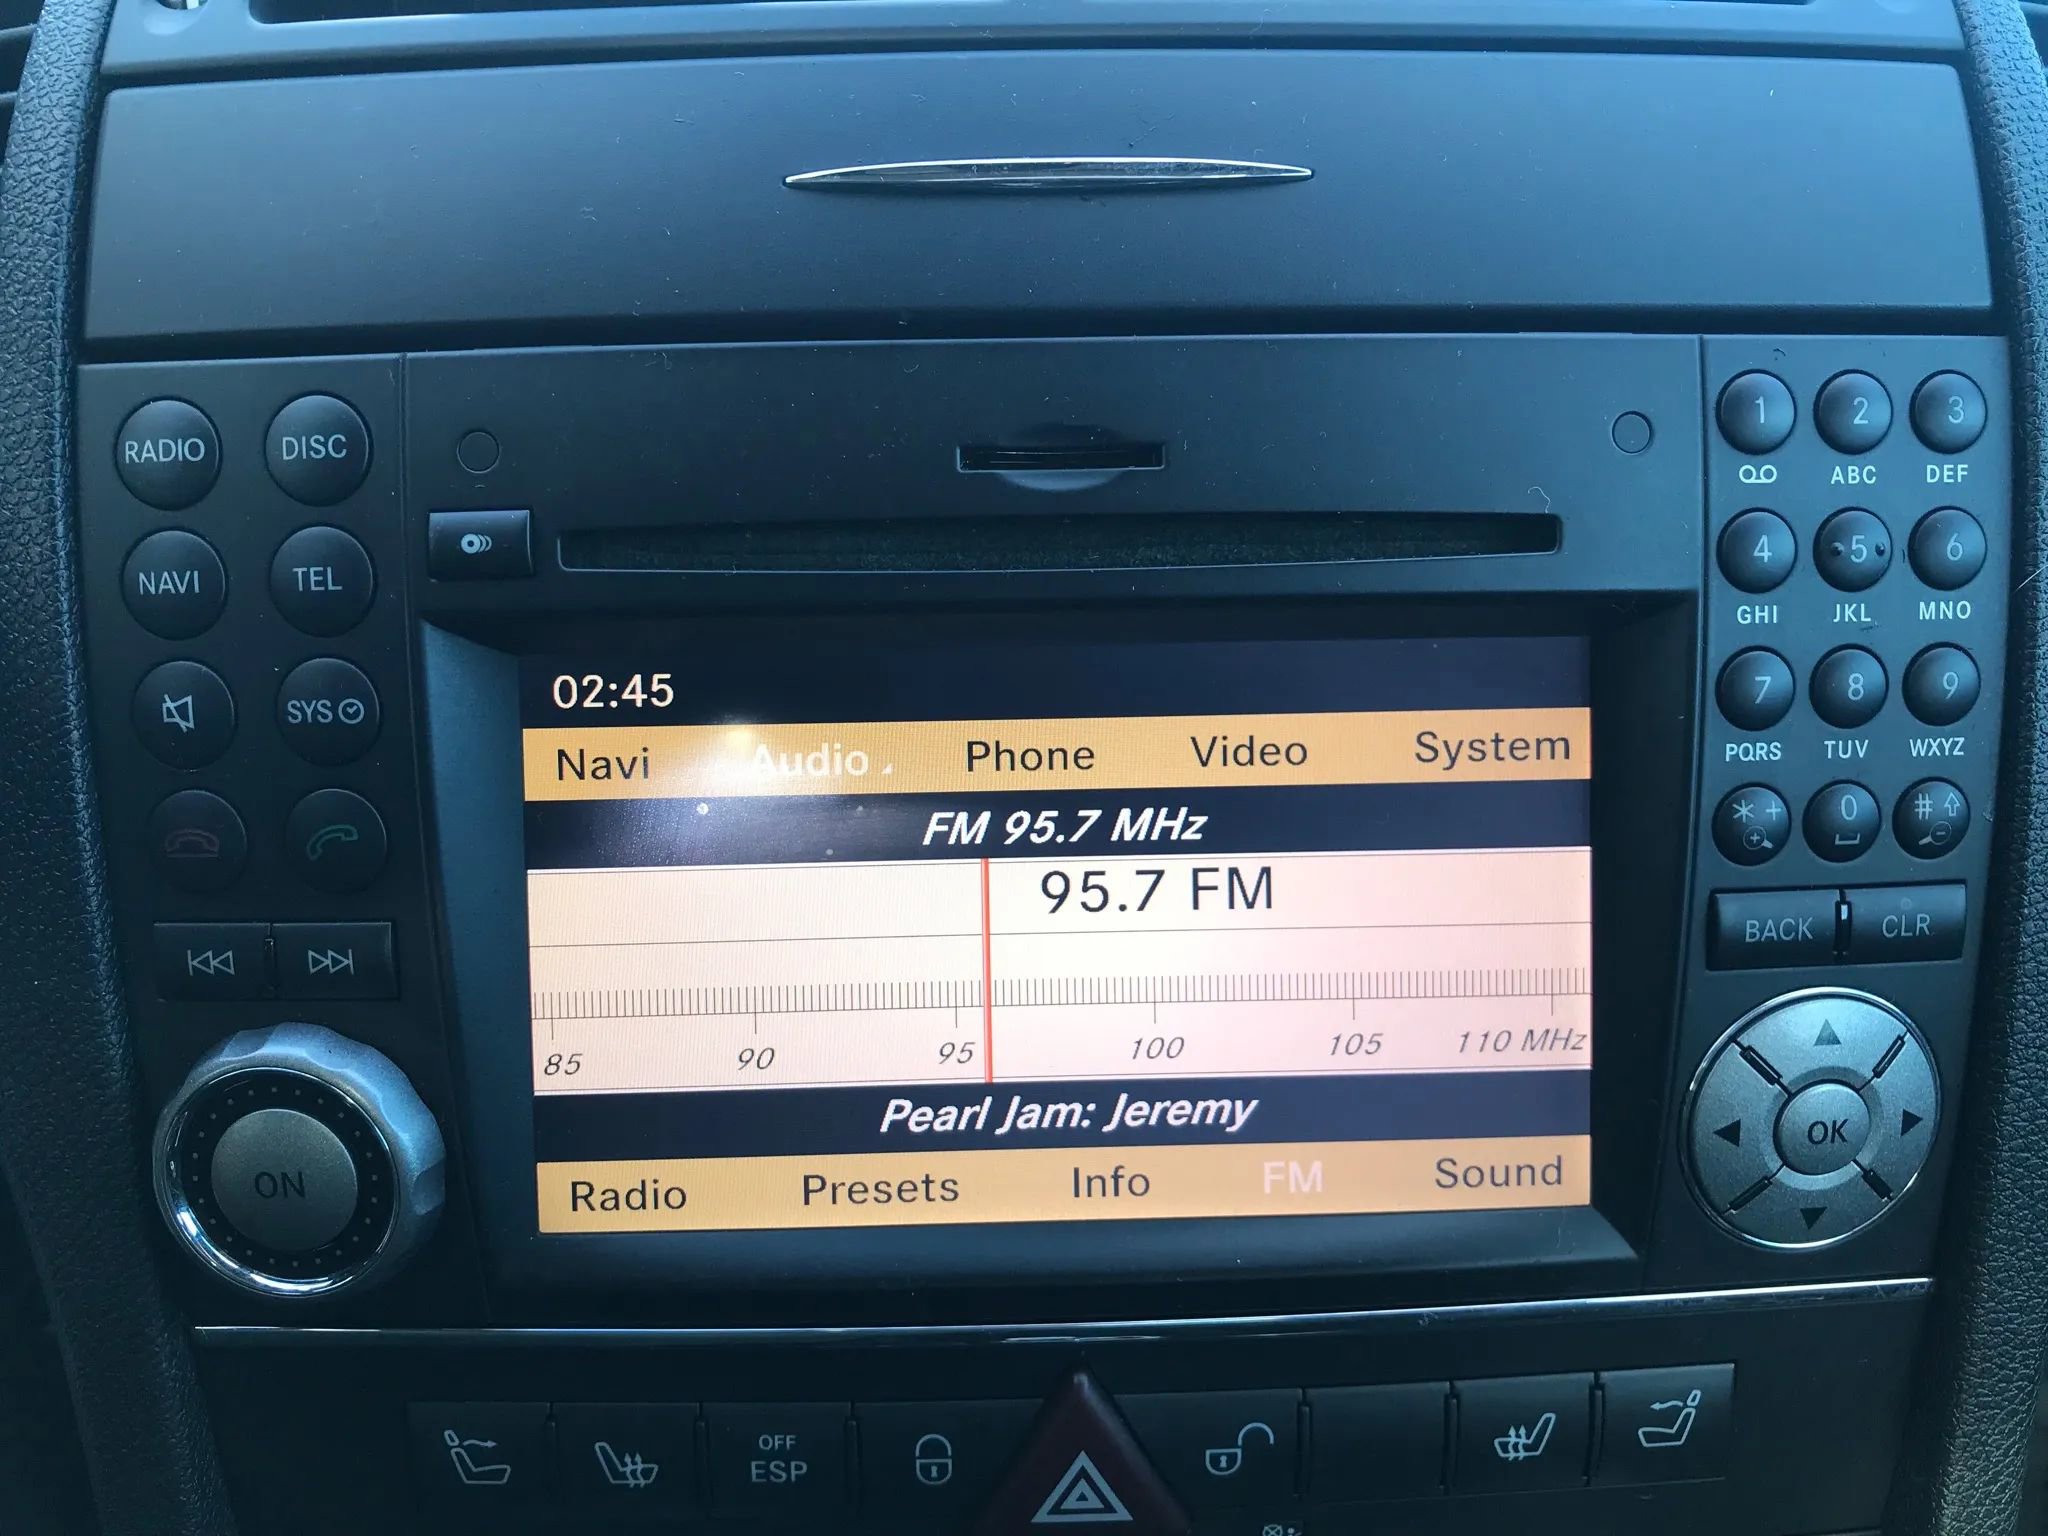 RADIO DISC
NAVI TEL
SYS
ON
02:45
Navi Audio Phone Video System
FM 95.7 MHz
95.7 FM
85 90 95 100 105 110 MHz
Pearl Jam: Jeremy
Radio Presets Info FM Sound
1 2 3
ABC DEF
4 5 6
GHI JKL MNO
7 8 9
PQRS TUV WXYZ
* + 0 #
BACK CLR
OK
OFF
ESP